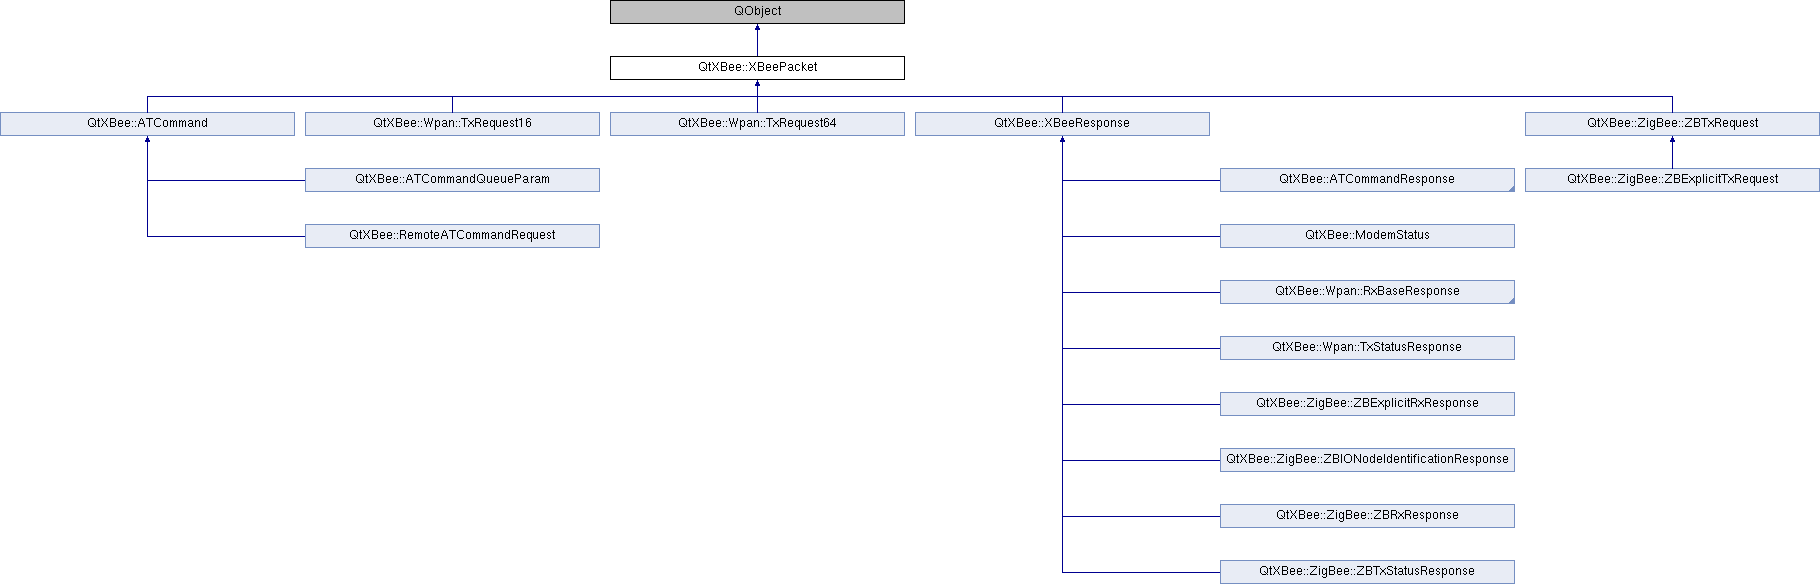 QObject
QtXBee::XBeePacket
QtXBee::ATCommand
QtXBee::Wpan::TxRequest16
QtXBee::Wpan::TxRequest64
QtXBee::XBeeResponse
QtXBee::ZigBee::ZBTxRequest
QtXBee::ATCommandQueueParam
QtXBee::ATCommandResponse
QtXBee::ZigBee::ZBExplicitTxRequest
QtXBee::RemoteATCommandRequest
QtXBee::ModemStatus
QtXBee::Wpan::RxBaseResponse
QtXBee::Wpan::TxStatusResponse
QtXBee::ZigBee::ZBExplicitRxResponse
QtXBee::ZigBee::ZBIONodeIdentificationResponse
QtXBee::ZigBee::ZBRxResponse
QtXBee::ZigBee::ZBTxStatusResponse